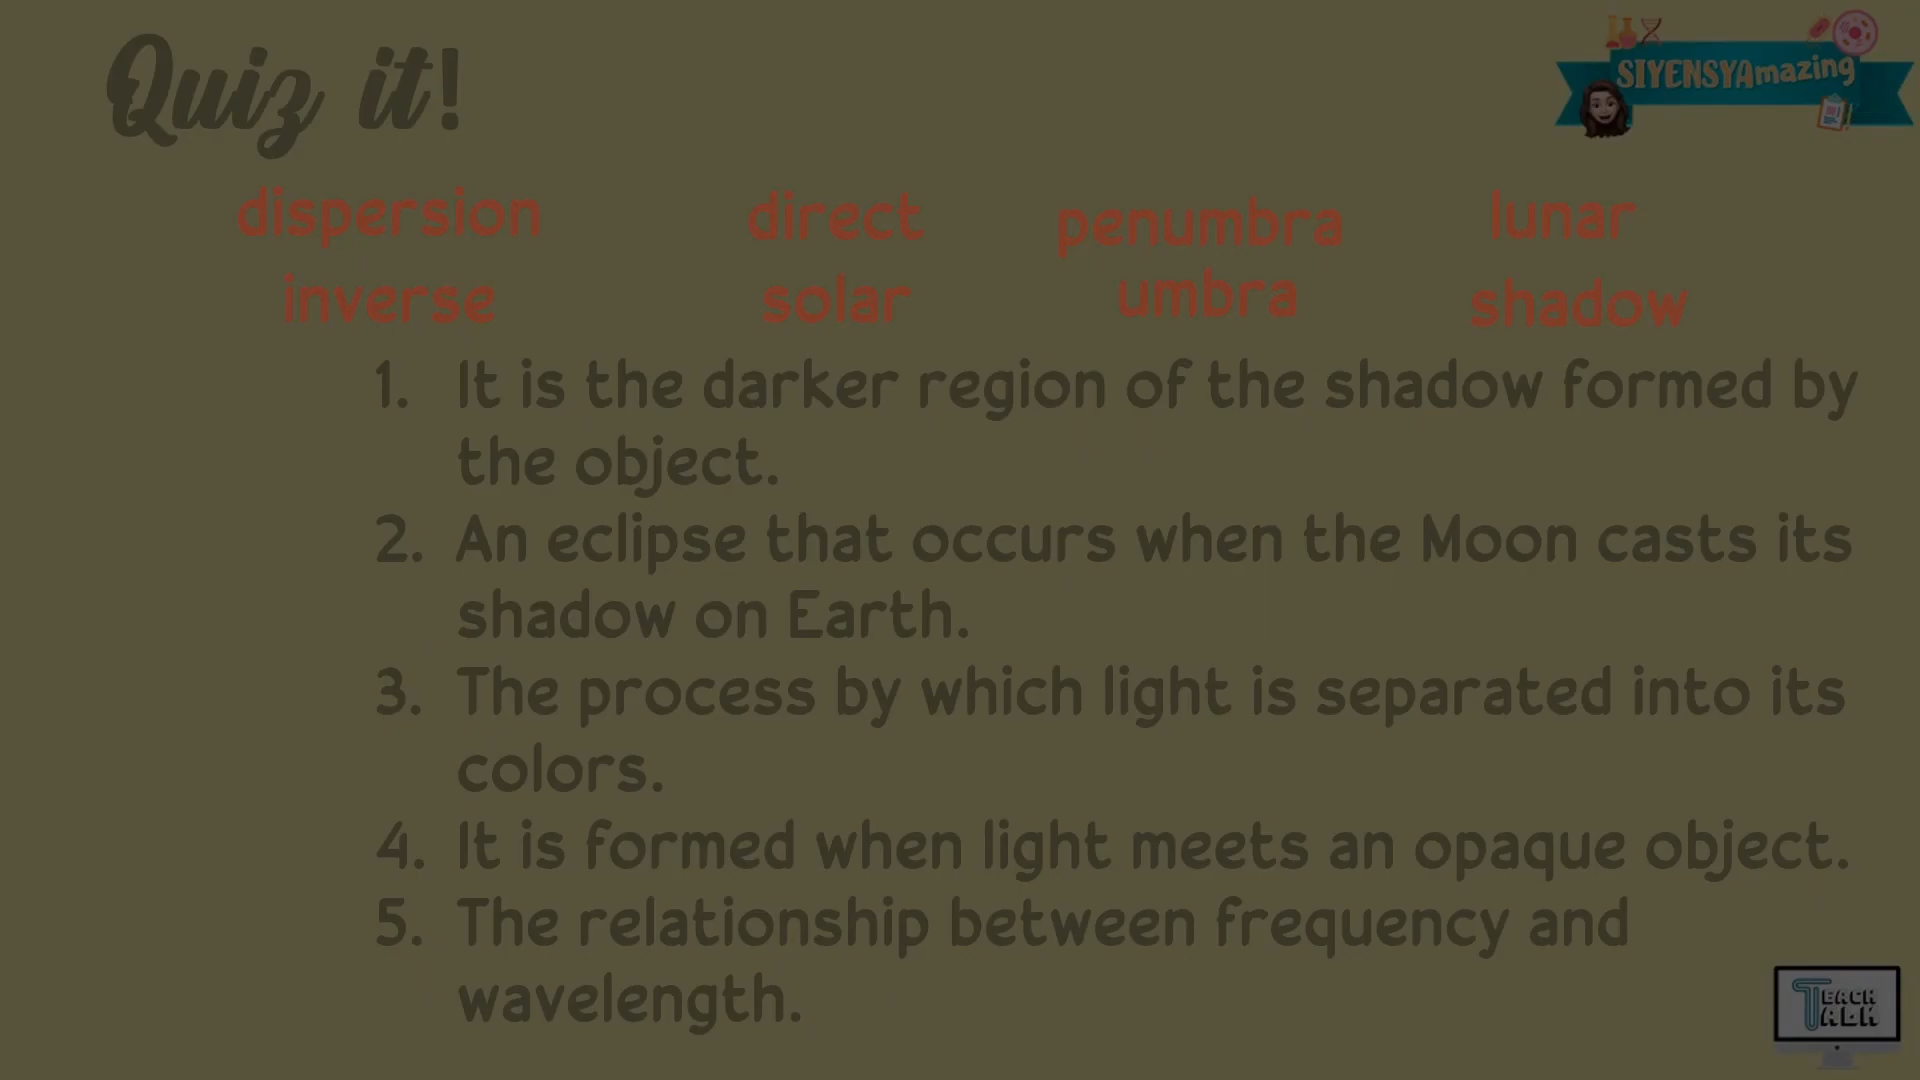 Quiz it!
SIYENSYAmazing
dispersion direct penumbra lunar
inverse solar umbra shadow
1. It is the darker region of the shadow formed by
the object.
2. An eclipse that occurs when the Moon casts its
shadow on Earth.
3. The process by which light is separated into its
colors.
4. It is formed when light meets an opaque object.
5. The relationship between frequency and
wavelength.
TEACH
TALK